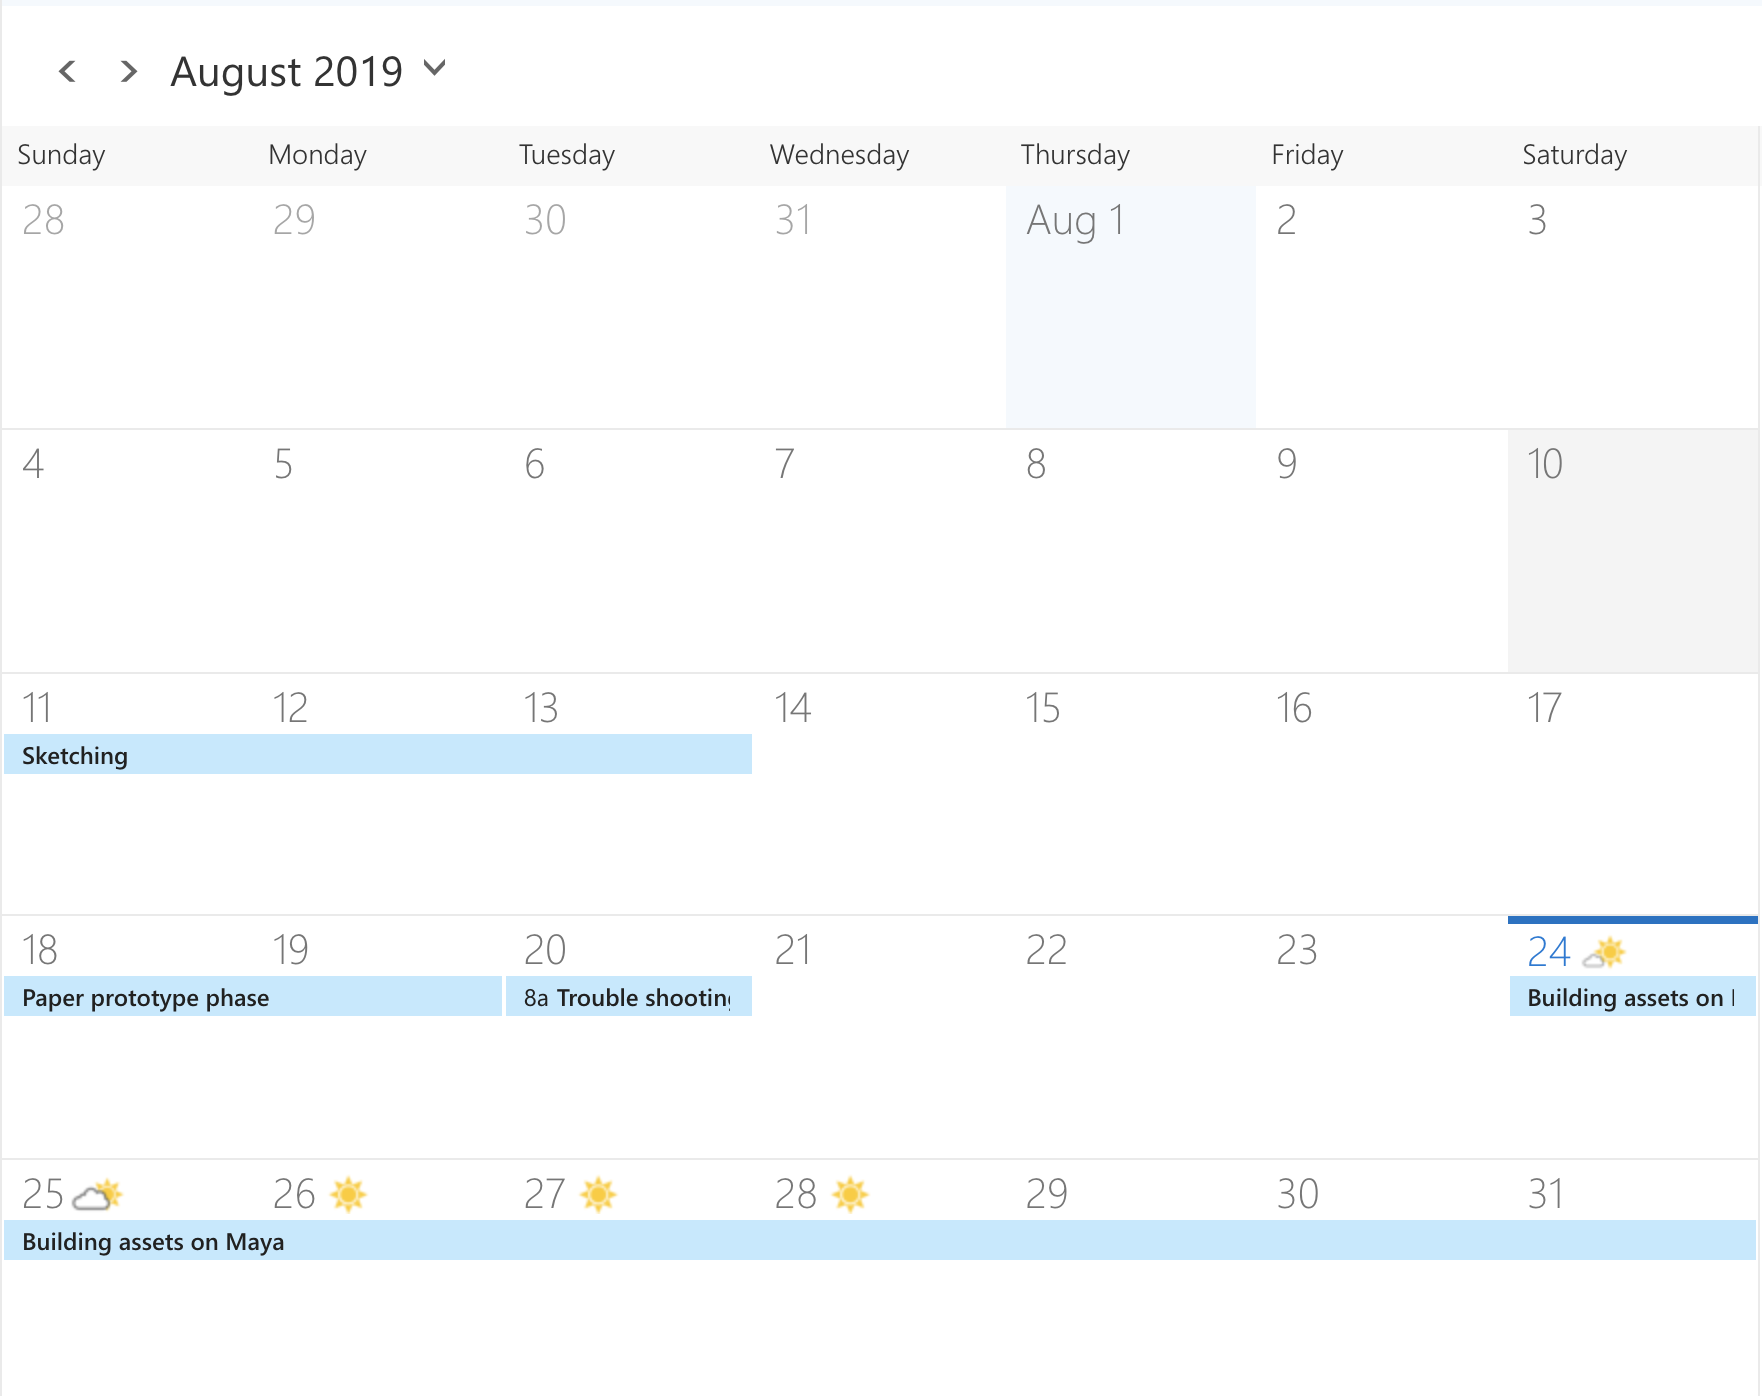 August 2019
Sunday Monday Tuesday Wednesday Thursday Friday Saturday
28 29 30 31 Aug 1 2 3
4 5 6 7 8 9 10
11 12 13 14 15 16 17
Sketching
18 19 20 21 22 23 24
Paper prototype phase 8a Trouble shooting Building assets on
25 26 27 28 29 30 31
Building assets on Maya